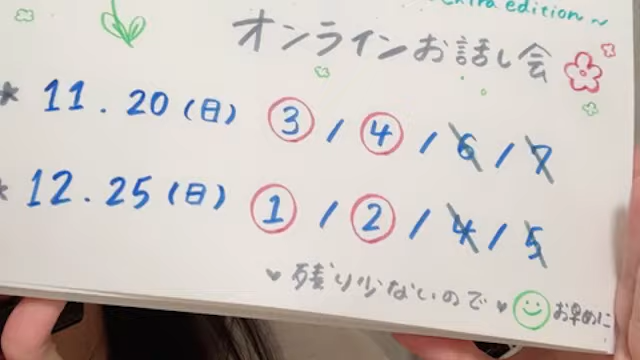 edition～
オンラインお話し会
* 11.20(日) ③ / ④ / 6 / 7
* 12.25(日) ① / ② / 4 / 5
♥ 残り少ないので ♥ お早めに